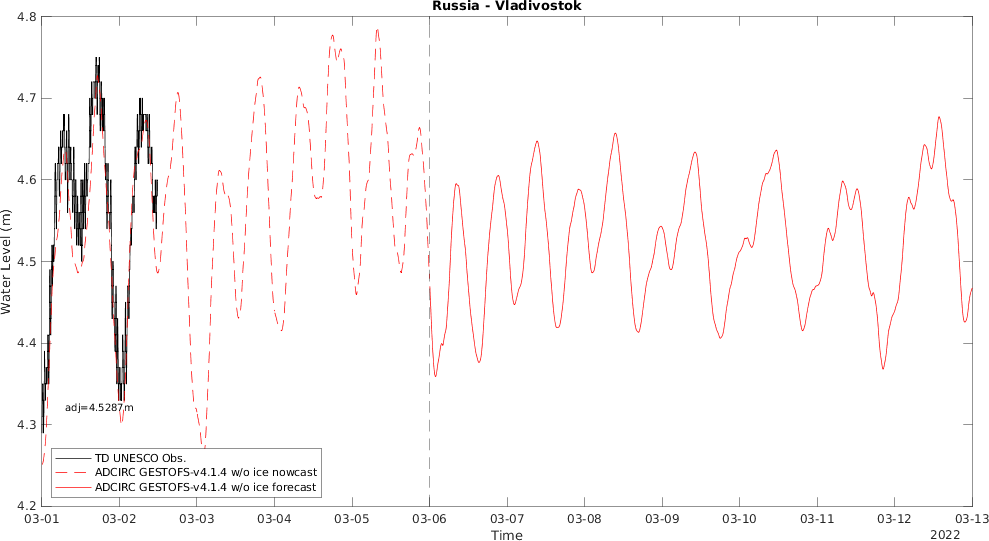 Russia - Vladivostok
4.8
4.7
4.6
4.5
4.4
4.3
4.2
Water Level (m)
adj=4.5287m
TD UNESCO Obs.
ADCIRC GESTOFS-v4.1.4 w/o ice nowcast
ADCIRC GESTOFS-v4.1.4 w/o ice forecast
03-01 03-02 03-03 03-04 03-05 03-06 03-07 03-08 03-09 03-10 03-11 03-12 03-13
Time
2022